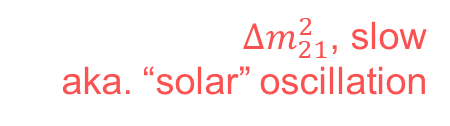 Δ𝑚²₂₁, slow
aka. “solar” oscillation